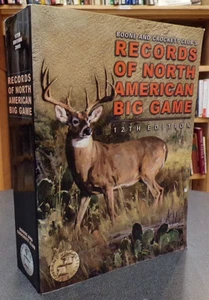 BOONE AND CROCKETT CLUB'S
RECORDS
OF NORTH
AMERICAN
BIG GAME
12TH EDITION
RECORDS
OF NORTH
AMERICAN
BIG GAME